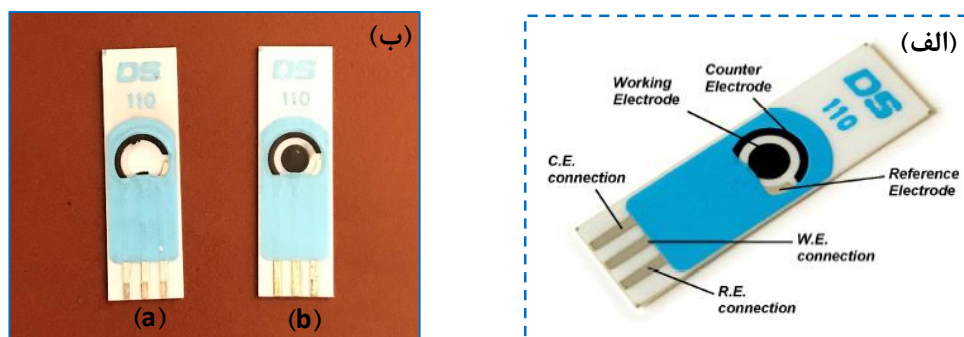 (ب)
DS
110
(a)
DS
110
(b)
(الف)
Working
Electrode
Counter
Electrode
DS
110
C.E.
connection
Reference
Electrode
W.E.
connection
R.E.
connection